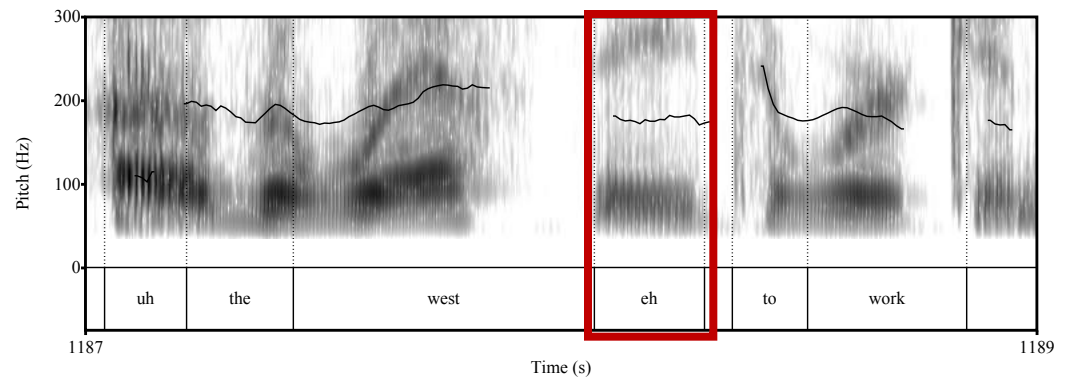 300
200
100
0
Pitch (Hz)
uh the west eh to work
1187 1189
Time (s)